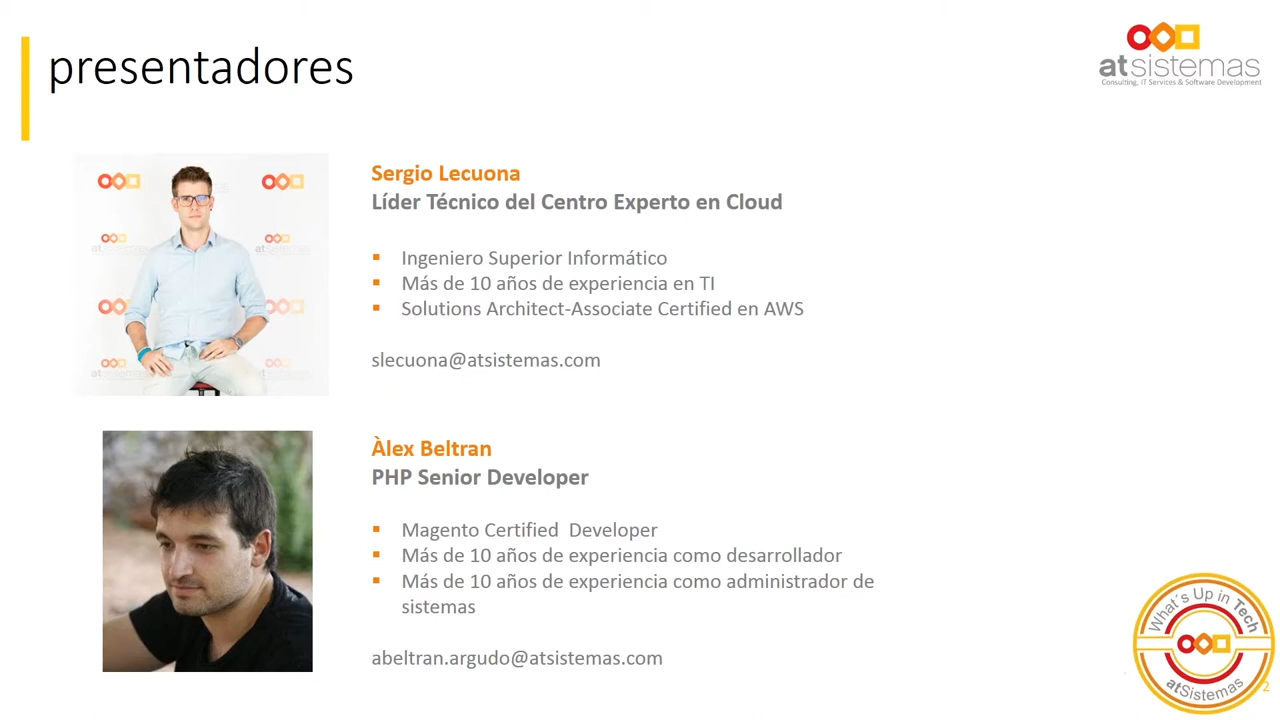 presentadores
atsistemas
Consulting, IT Services & Software Development
Sergio Lecuona
Líder Técnico del Centro Experto en Cloud
Ingeniero Superior Informático
Más de 10 años de experiencia en TI
Solutions Architect-Associate Certified en AWS
slecuona@atsistemas.com
Àlex Beltran
PHP Senior Developer
Magento Certified  Developer
Más de 10 años de experiencia como desarrollador
Más de 10 años de experiencia como administrador de
sistemas
abeltran.argudo@atsistemas.com
What´s Up in Tech
atSistemas
2